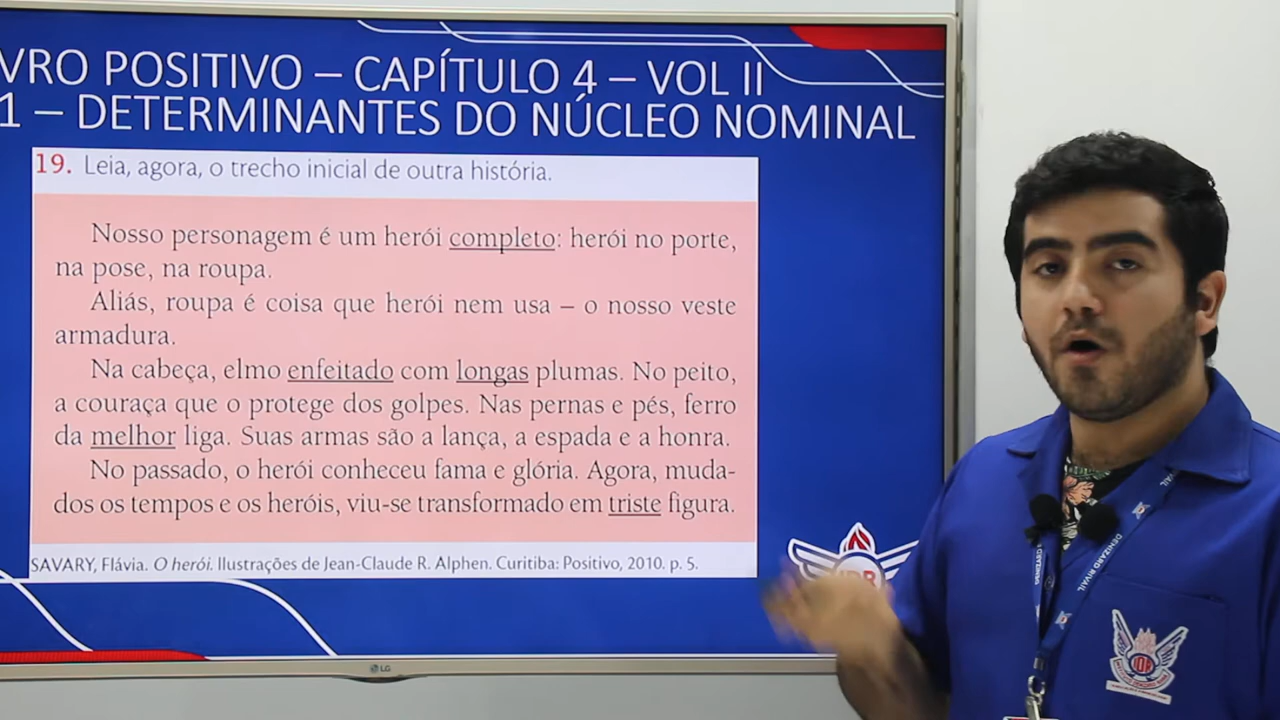 VRO POSITIVO – CAPÍTULO 4 – VOL II
1 – DETERMINANTES DO NÚCLEO NOMINAL
19. Leia, agora, o trecho inicial de outra história.
Nosso personagem é um herói completo: herói no porte,
na pose, na roupa.
Aliás, roupa é coisa que herói nem usa – o nosso veste
armadura.
Na cabeça, elmo enfeitado com longas plumas. No peito,
a couraça que o protege dos golpes. Nas pernas e pés, ferro
da melhor liga. Suas armas são a lança, a espada e a honra.
No passado, o herói conheceu fama e glória. Agora, muda-
dos os tempos e os heróis, viu-se transformado em triste figura.
SAVARY, Flávia. O herói. Ilustrações de Jean-Claude R. Alphen. Curitiba: Positivo, 2010. p. 5.
IDR
LG
DENIZARD RIVAIL
IDR